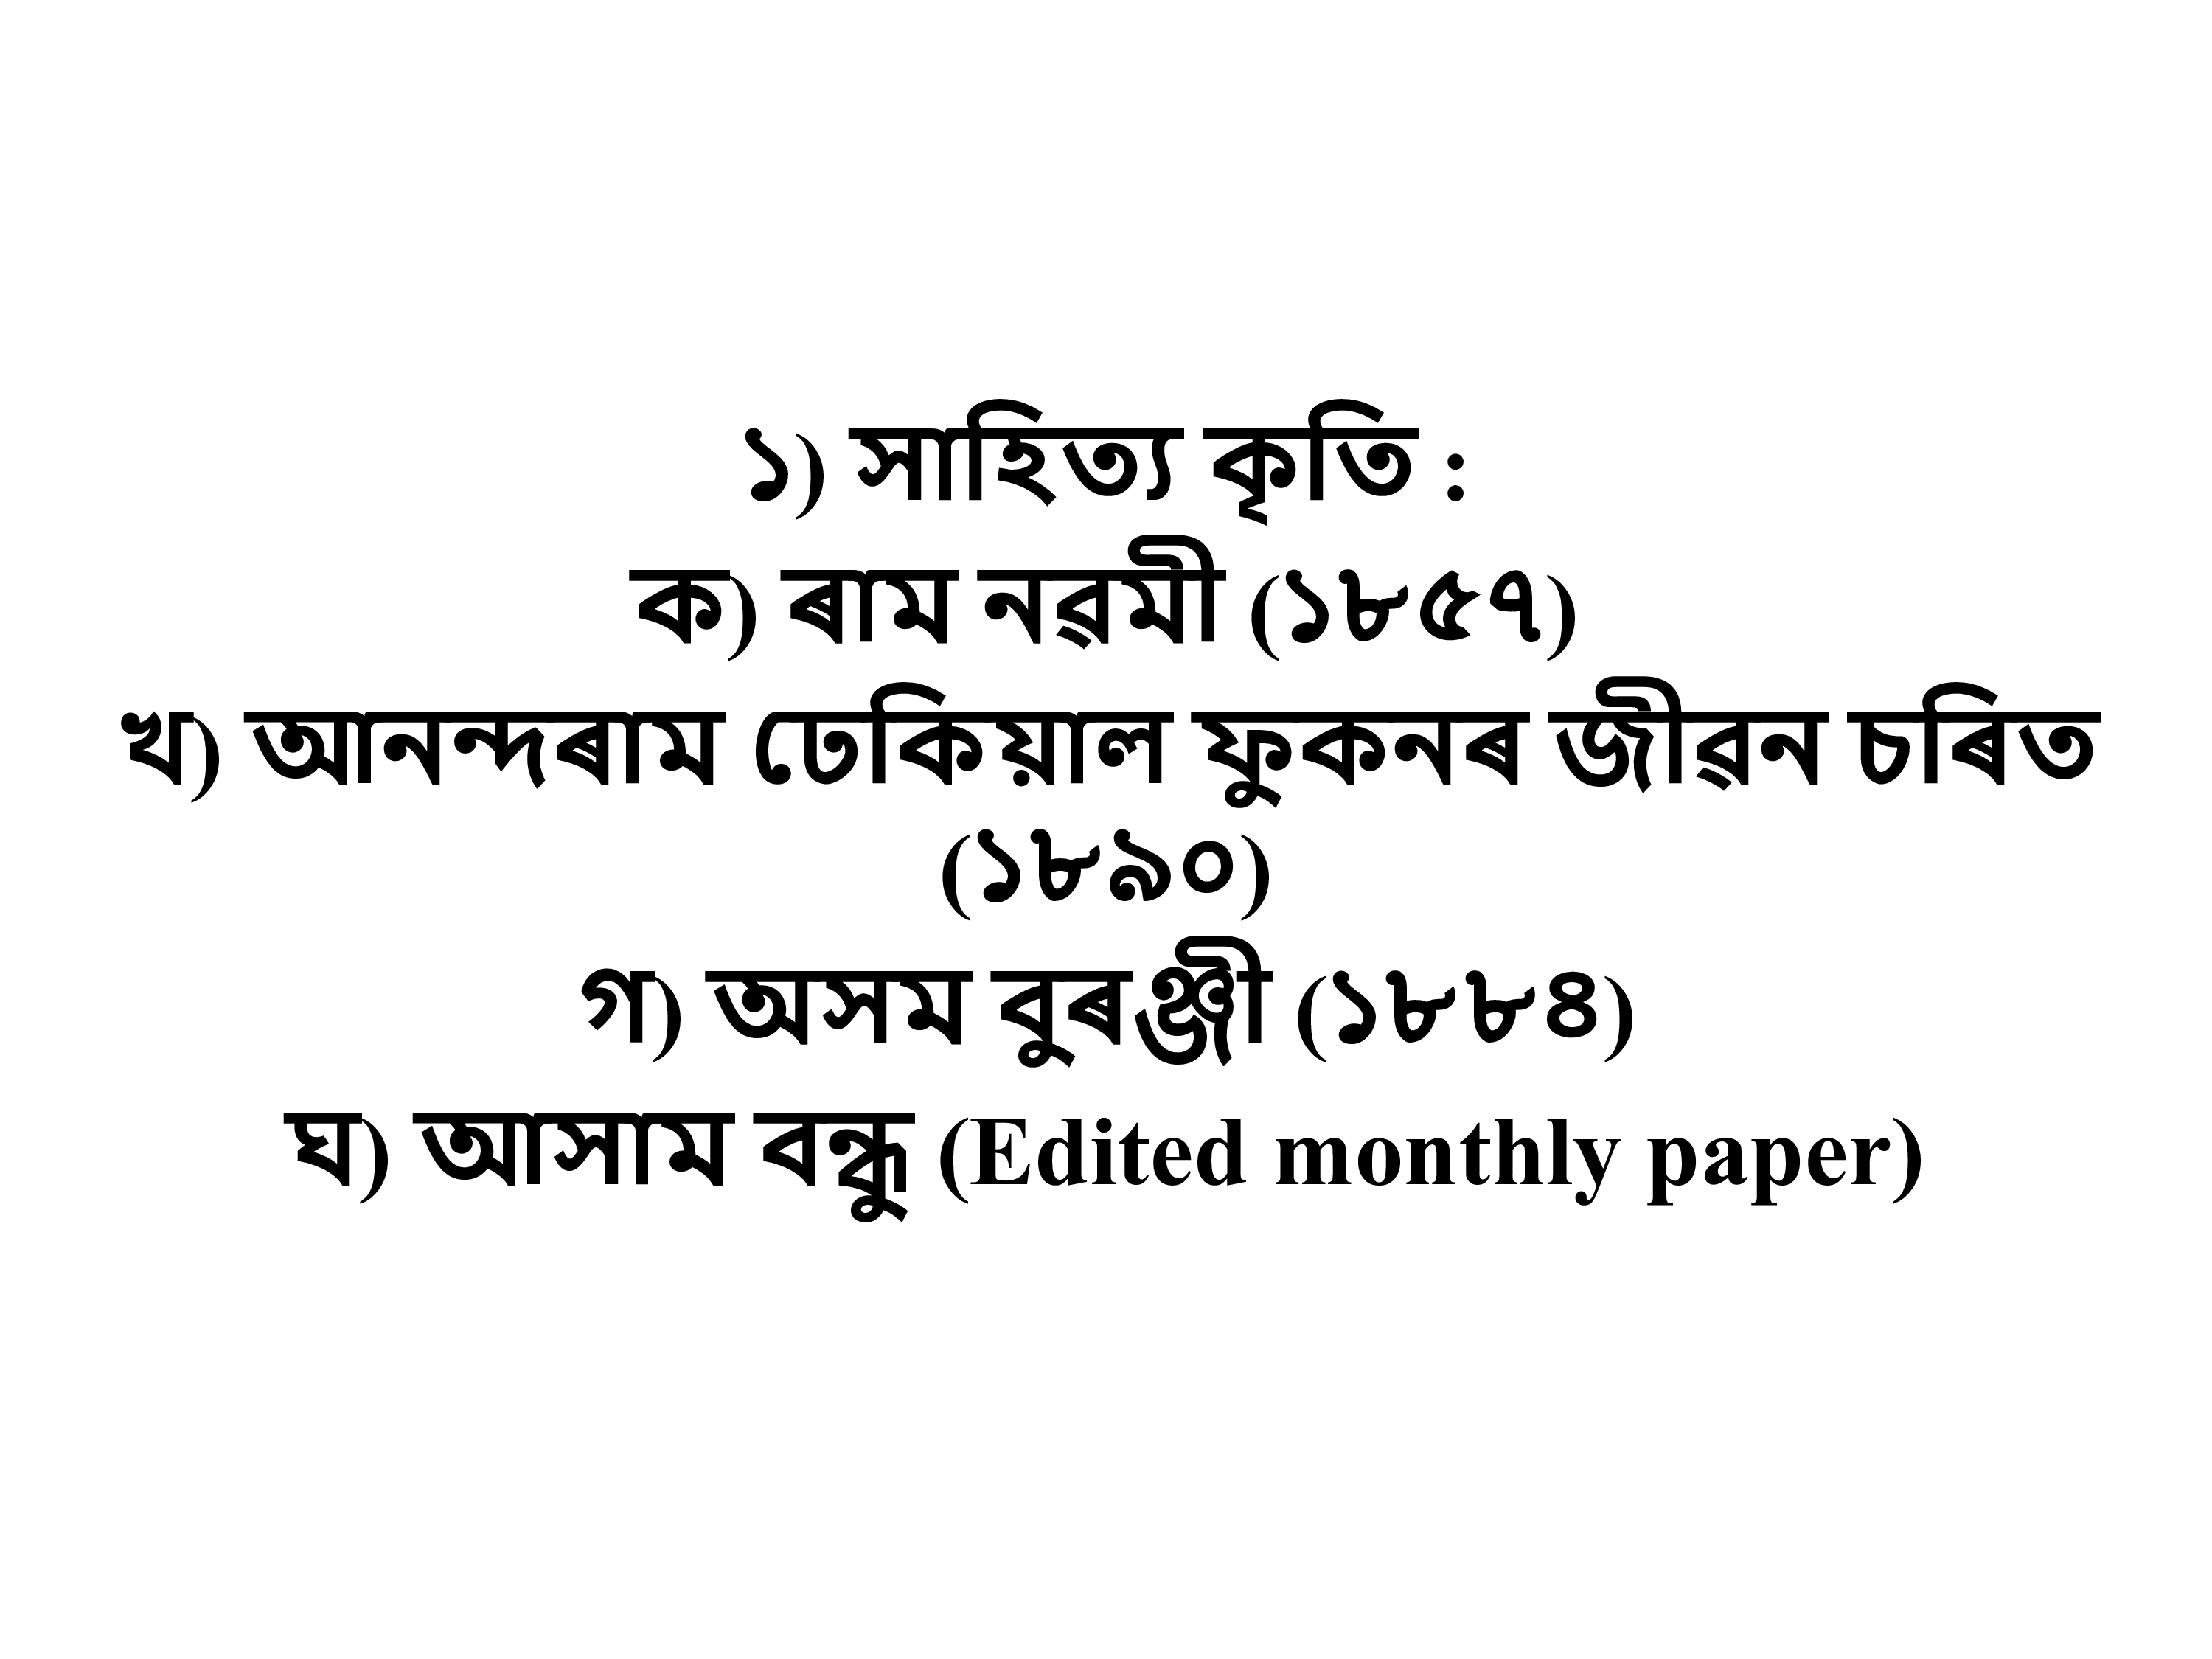 ১) সাহিত্য কৃতি :
ক) ৰাম নৱমী (১৮৫৭)
খ) আনন্দৰাম ঢেকিয়াল ফুকনৰ জীৱন চৰিত
(১৮৯০)
গ) অসম বুৰঞ্জী (১৮৮৪)
ঘ) আসাম বন্ধু (Edited monthly paper)